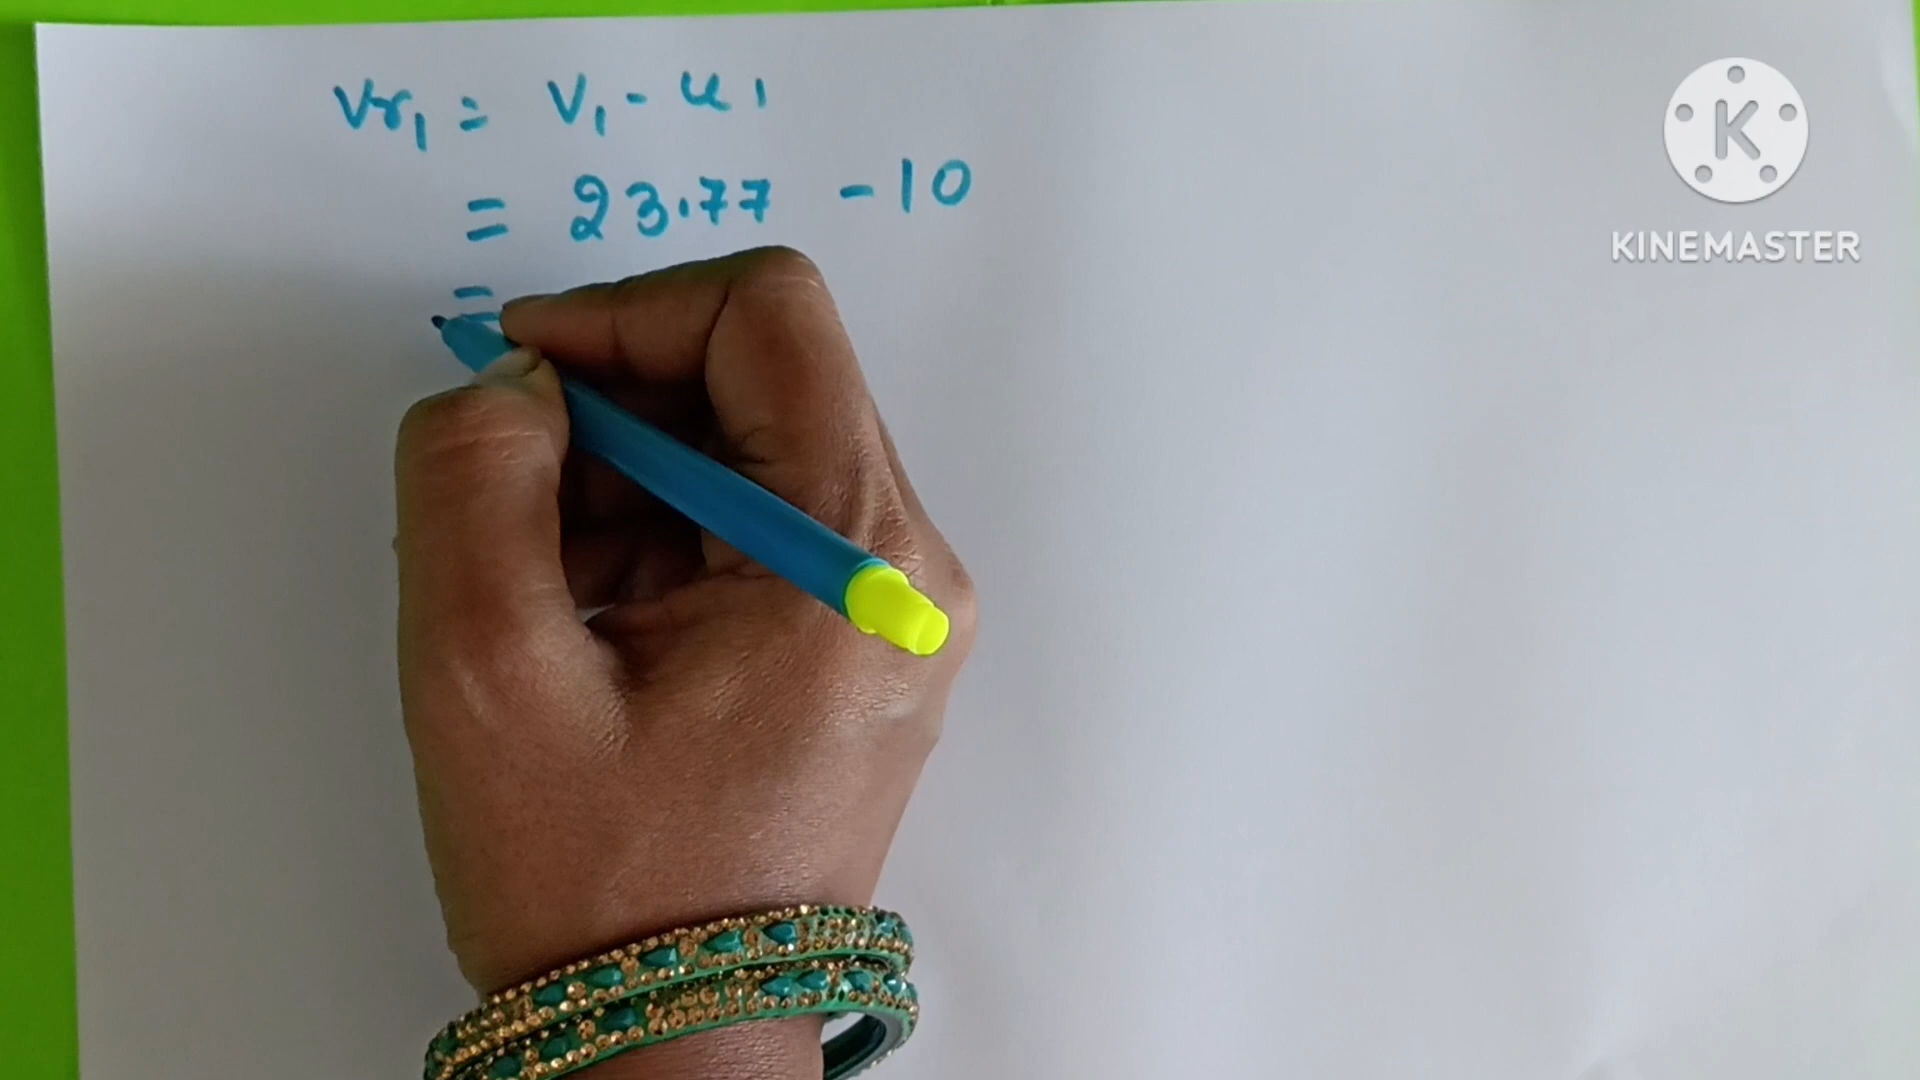 Vr₁ = V₁ - u₁
= 23.77 - 10
=
K
KINEMASTER